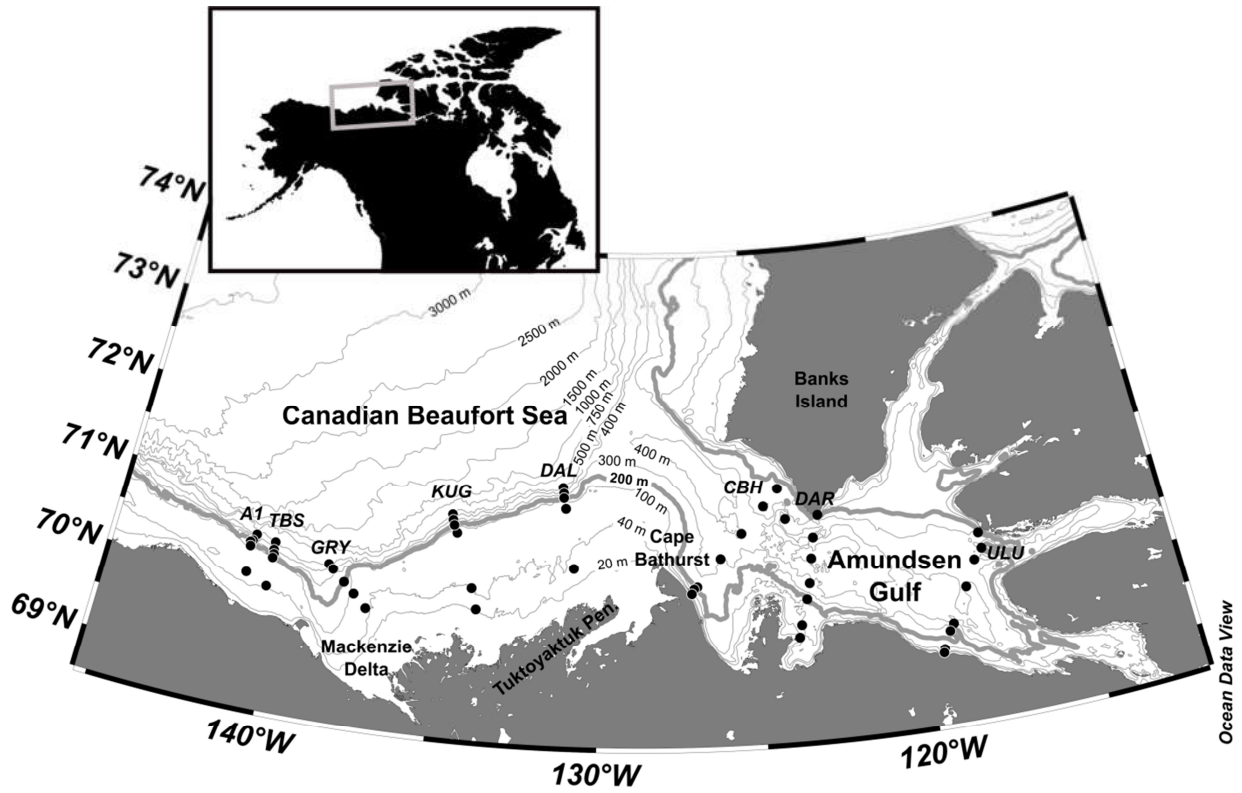 74°N
73°N
72°N
71°N
70°N
69°N
3000 m
2500 m
2000 m
1500 m
1000 m
750 m
500 m
400 m
Canadian Beaufort Sea
Banks
Island
400 m
300 m
200 m
100 m
40 m
20 m
DAL
KUG
A1
TBS
GRY
CBH
DAR
ULU
Cape
Bathurst
Amundsen
Gulf
Mackenzie
Delta
Tuktoyaktuk Pen.
140°W
130°W
120°W
Ocean Data View